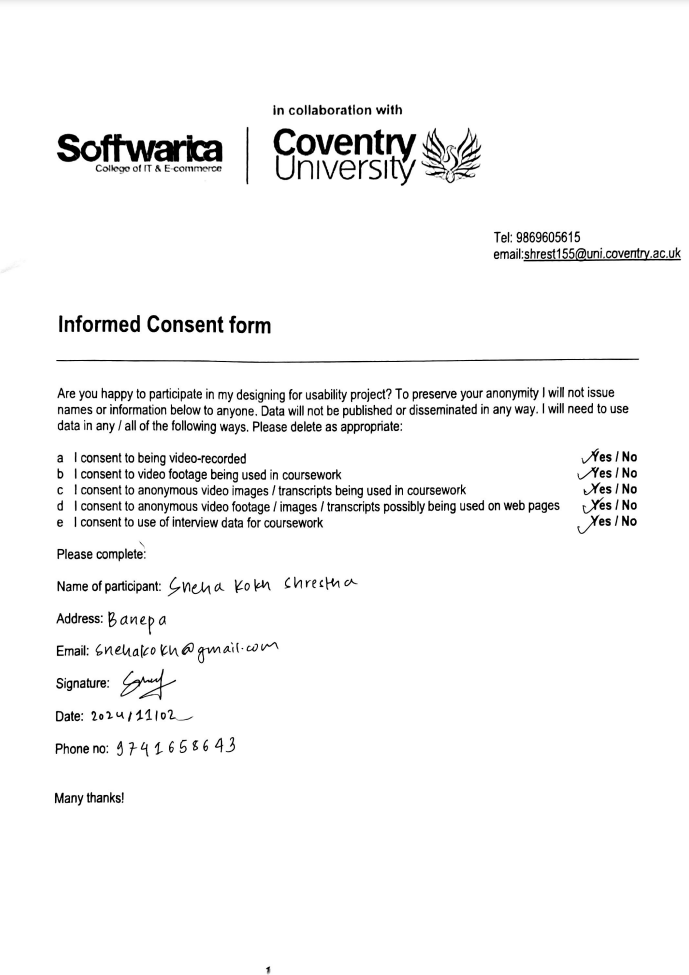 in collaboration with
Softwarica
College of IT & E-commerce
Coventry
University
Tel: 9869605615
email:shrest155@uni.coventry.ac.uk
Informed Consent form
Are you happy to participate in my designing for usability project? To preserve your anonymity I will not issue
names or information below to anyone. Data will not be published or disseminated in any way. I will need to use
data in any / all of the following ways. Please delete as appropriate:
a I consent to being video-recorded Yes / No
b I consent to video footage being used in coursework Yes / No
c I consent to anonymous video images / transcripts being used in coursework Yes / No
d I consent to anonymous video footage / images / transcripts possibly being used on web pages Yes / No
e I consent to use of interview data for coursework Yes / No
Please complete:
Name of participant: Sneha Kokh Shrestha
Address: Banepa
Email: snehakokh@gmail.com
Signature:
Date: 2024/11/02
Phone no: 9741658643
Many thanks!
1